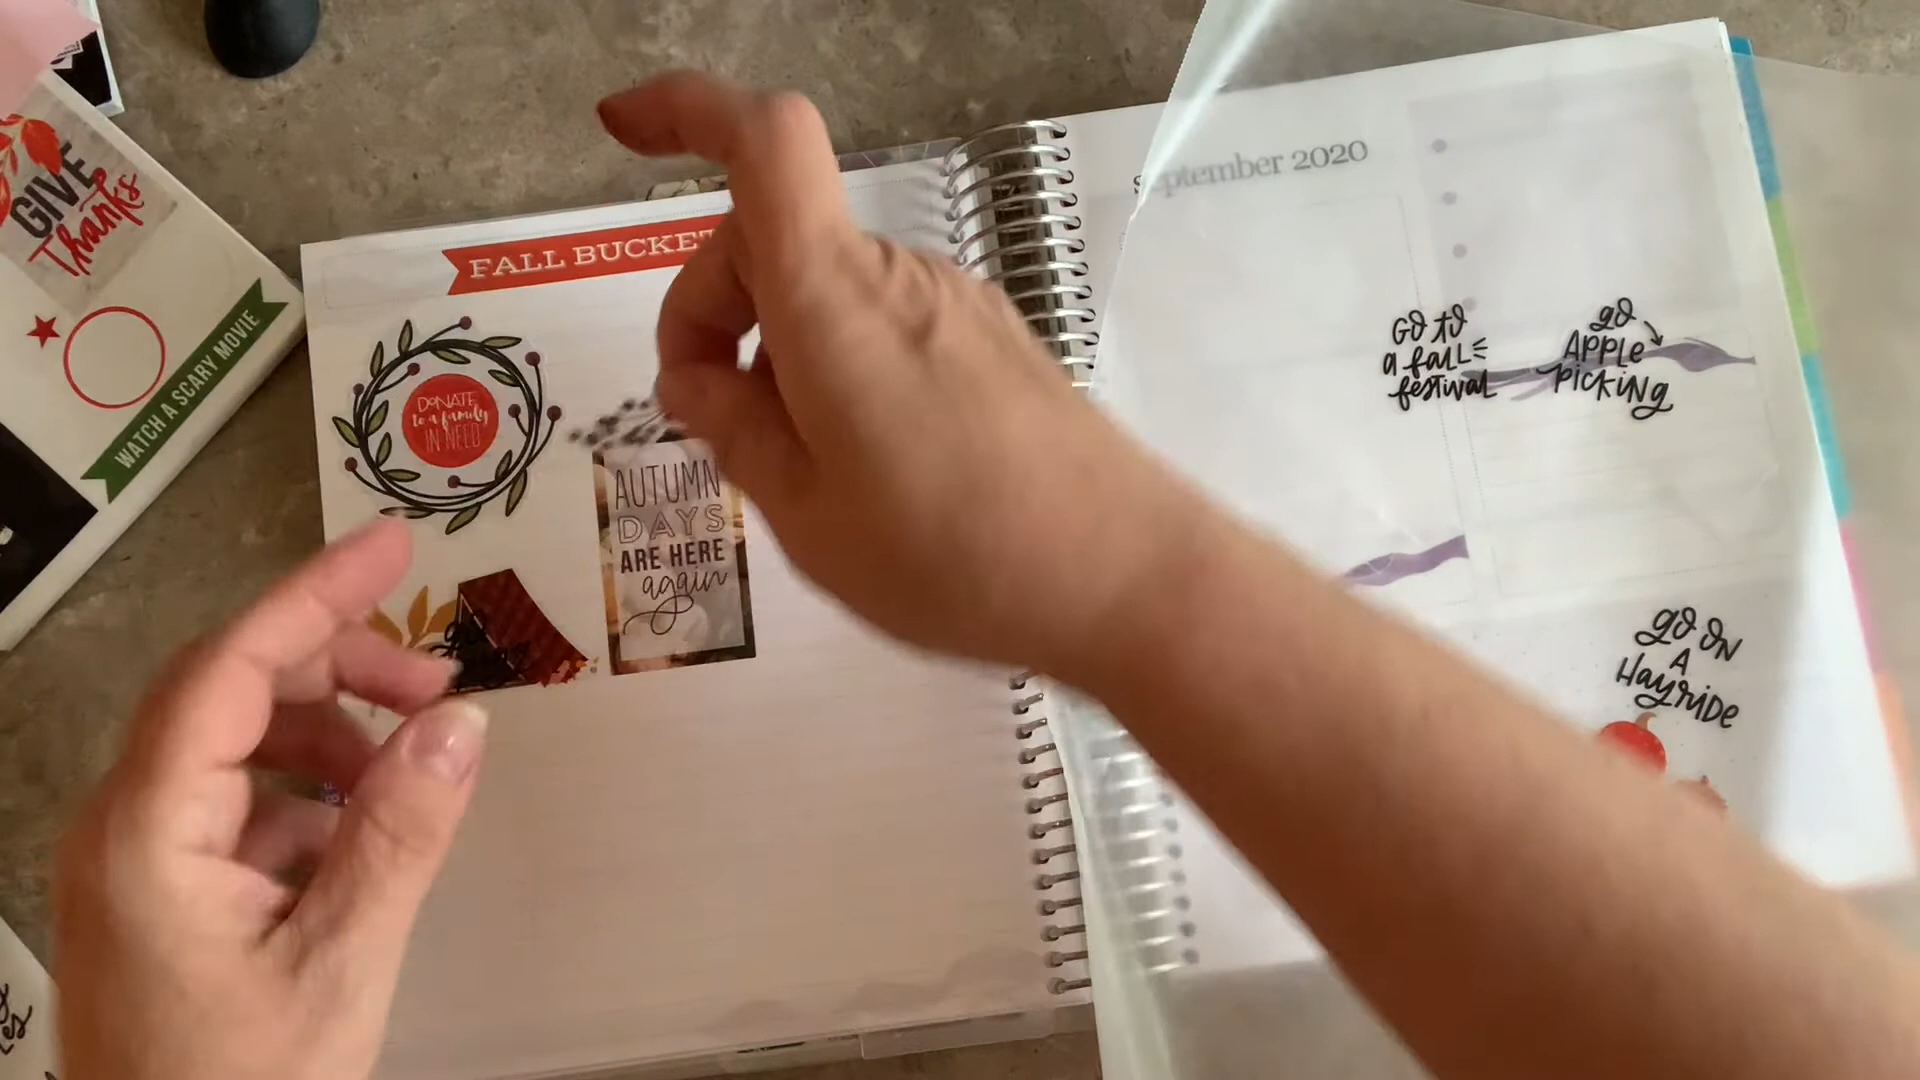 GIVE
Thanks
WATCH A SCARY MOVIE
FALL BUCKET
DONATE
to a family
IN NEED
AUTUMN
DAYS
ARE HERE
again
september 2020
GO TO
a fall
festival
go
APPLE
PICKING
go ON
A
HayRIDE